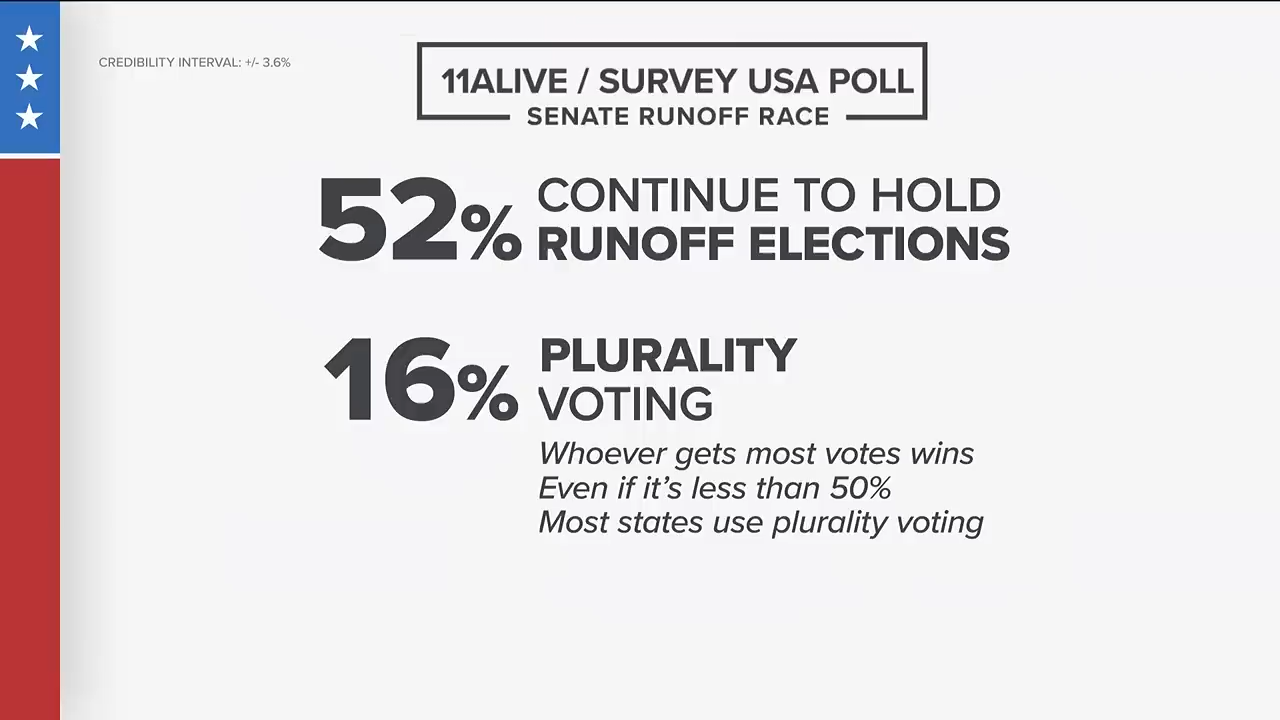 CREDIBILITY INTERVAL: +/- 3.6%
11ALIVE / SURVEY USA POLL
SENATE RUNOFF RACE
52% CONTINUE TO HOLD
RUNOFF ELECTIONS
16% PLURALITY
VOTING
Whoever gets most votes wins
Even if it's less than 50%
Most states use plurality voting